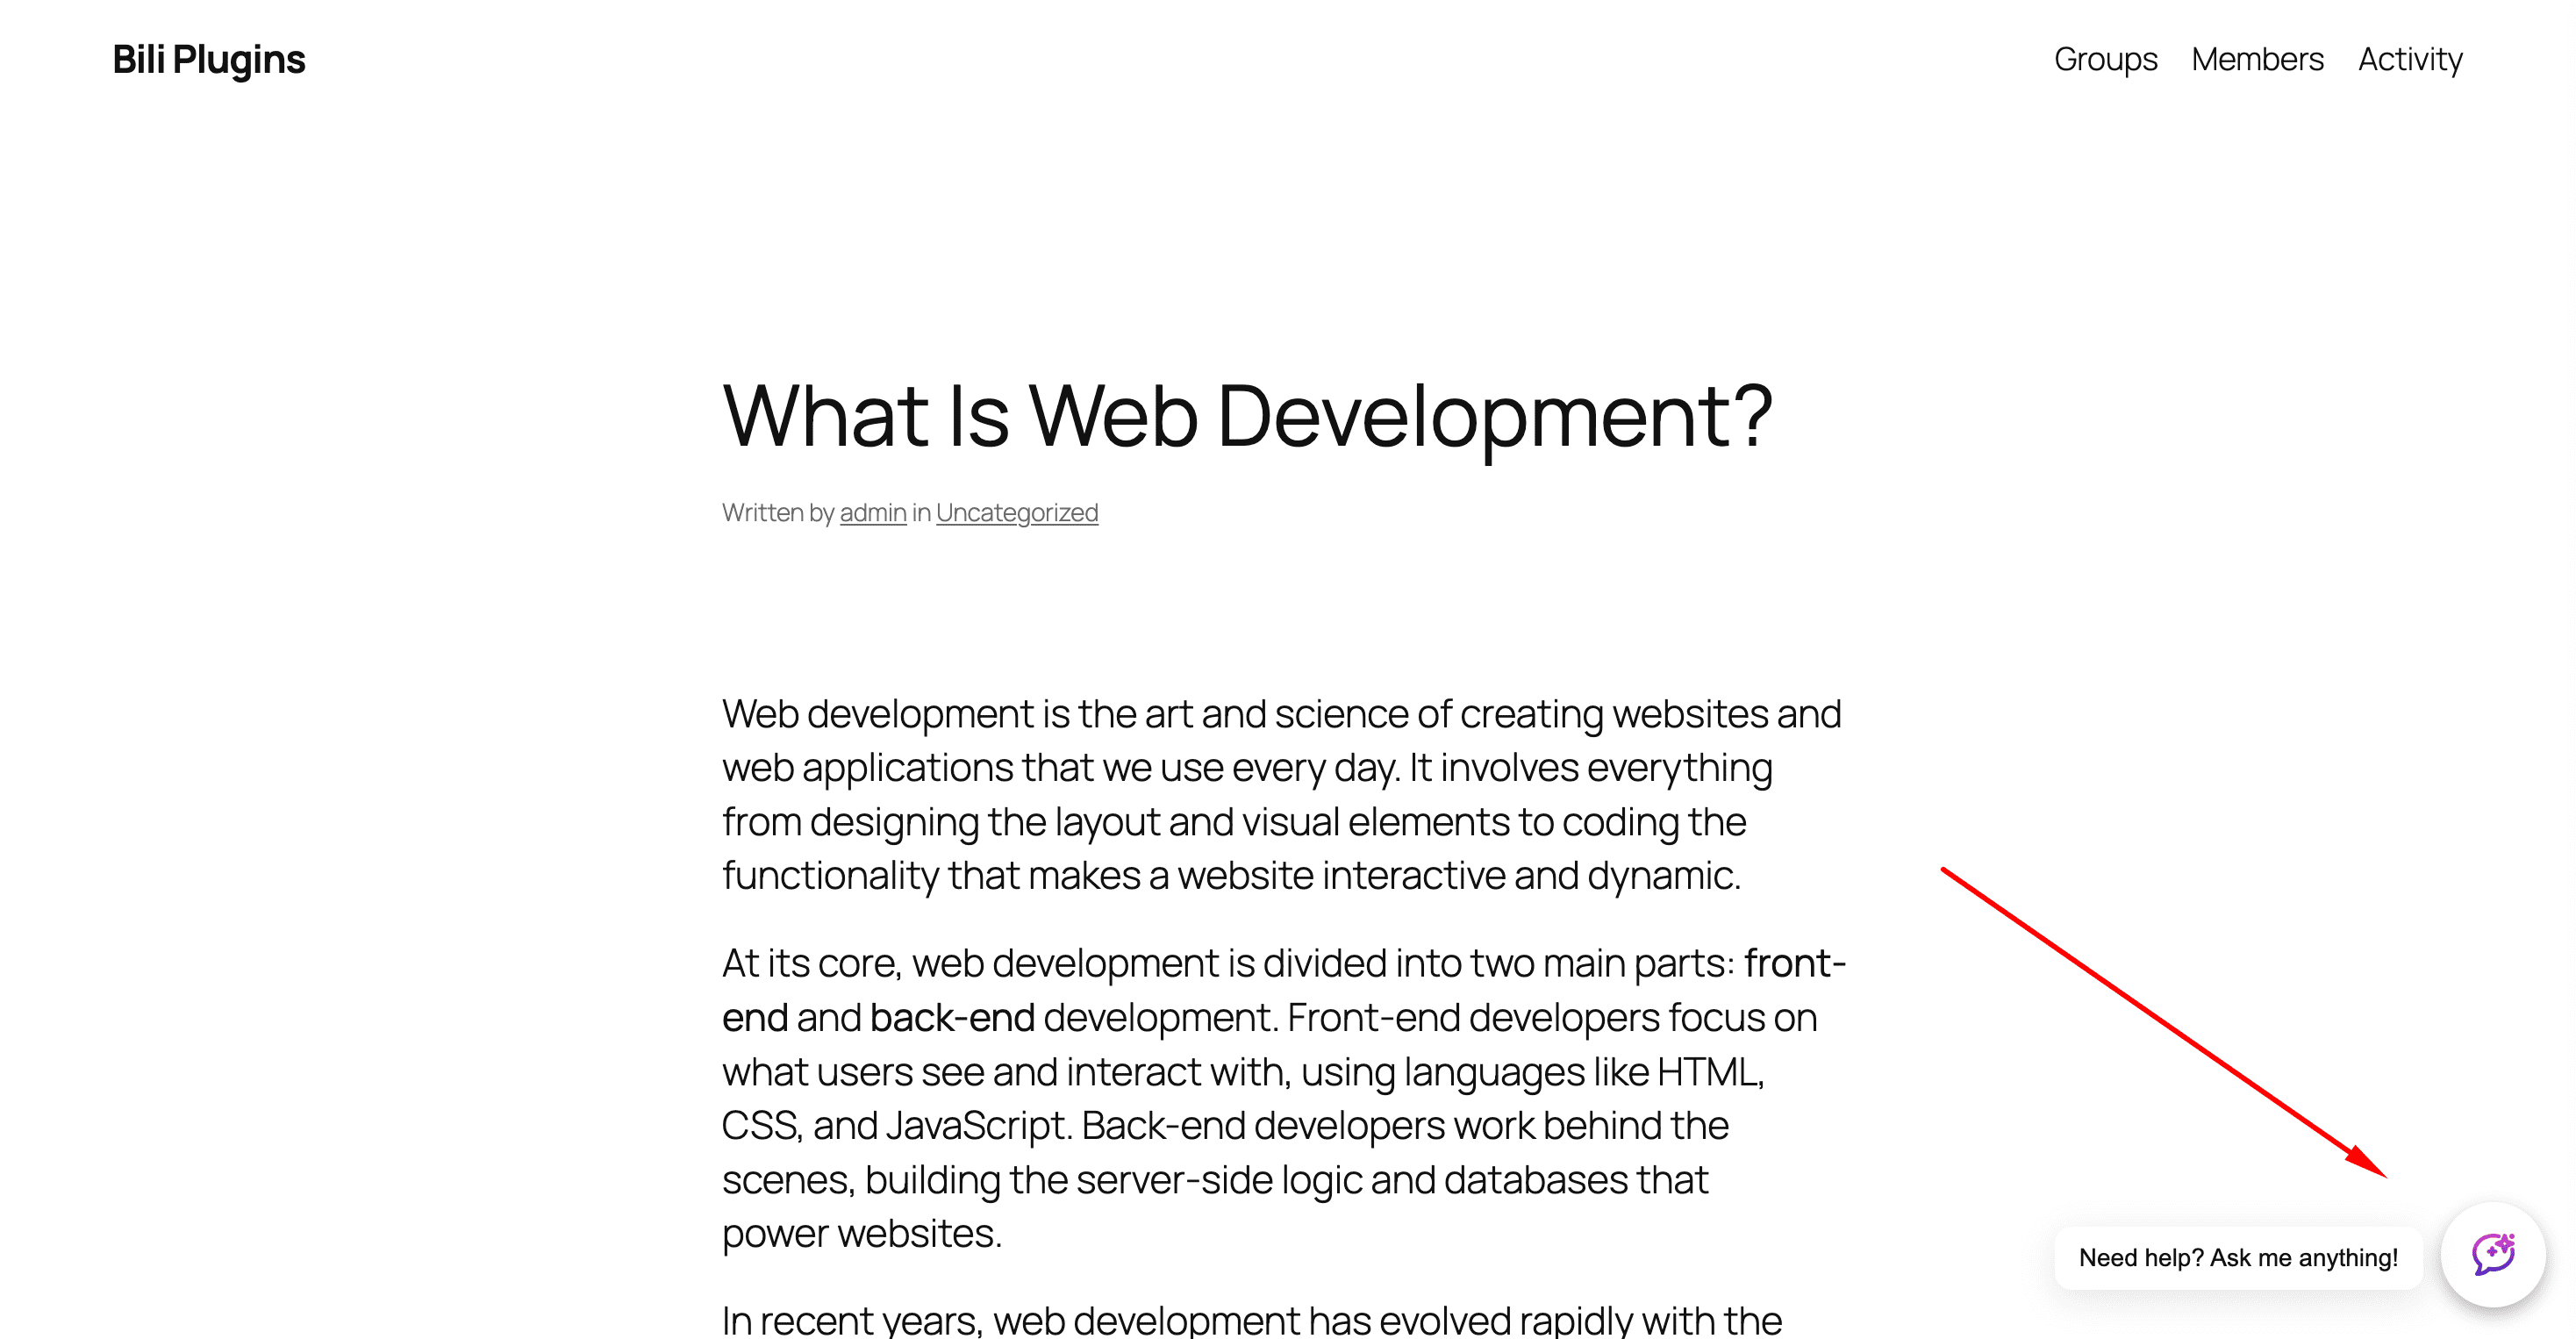 Bili Plugins
Groups Members Activity
What Is Web Development?
Written by admin in Uncategorized
Web development is the art and science of creating websites and
web applications that we use every day. It involves everything
from designing the layout and visual elements to coding the
functionality that makes a website interactive and dynamic.
At its core, web development is divided into two main parts: front-
end and back-end development. Front-end developers focus on
what users see and interact with, using languages like HTML,
CSS, and JavaScript. Back-end developers work behind the
scenes, building the server-side logic and databases that
power websites.
In recent years, web development has evolved rapidly with the
Need help? Ask me anything!